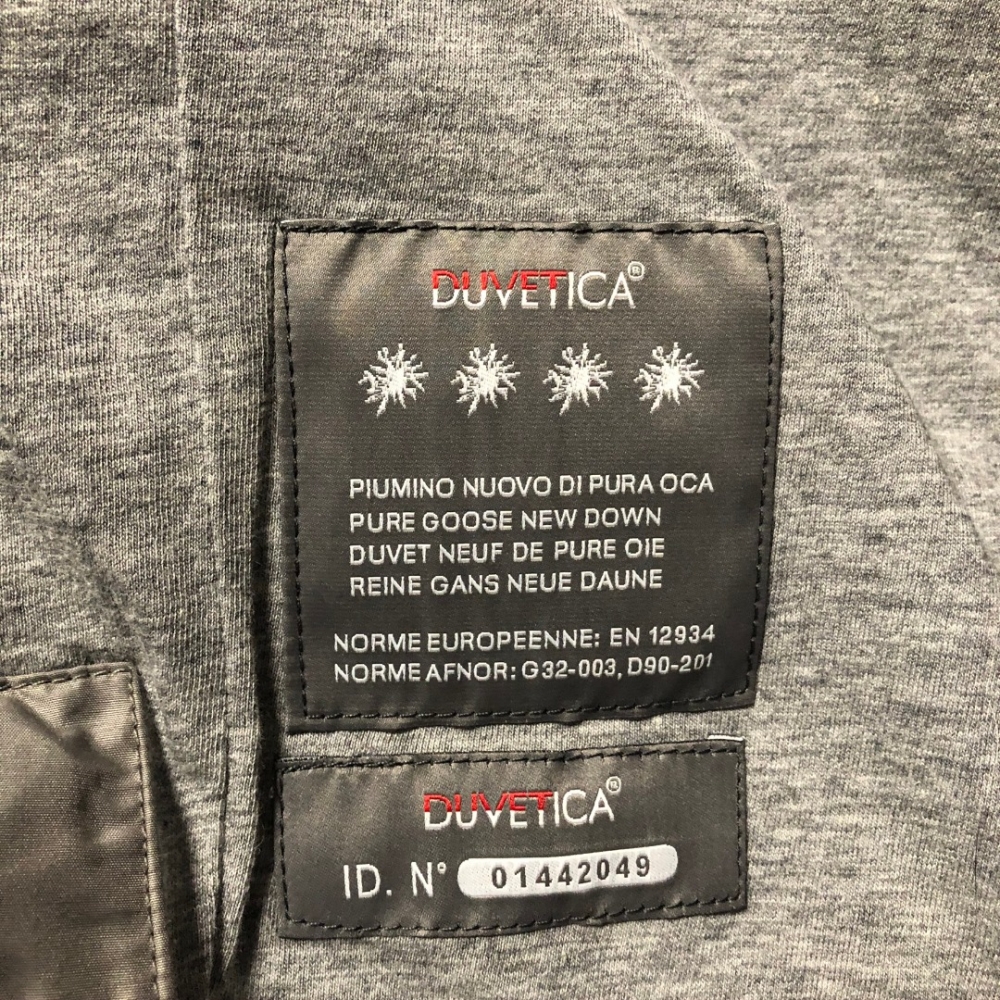 DUVETICA®
PIUMINO NUOVO DI PURA OCA
PURE GOOSE NEW DOWN
DUVET NEUF DE PURE OIE
REINE GANS NEUE DAUNE
NORME EUROPEENNE: EN 12934
NORME AFNOR: G32-003, D90-201
DUVETICA®
ID. N° 01442049